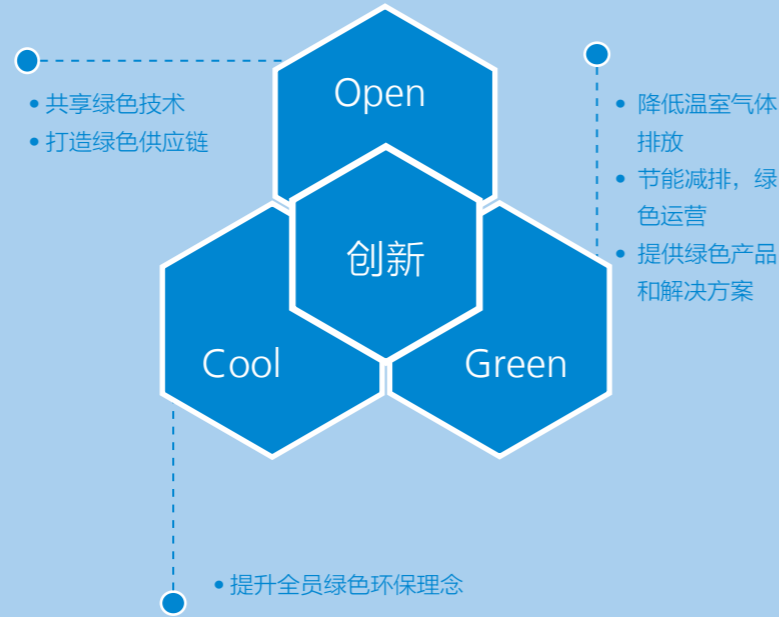 Open
• 共享绿色技术
• 打造绿色供应链
• 降低温室气体
排放
• 节能减排，绿
色运营
• 提供绿色产品
和解决方案
创新
Cool
Green
• 提升全员绿色环保理念